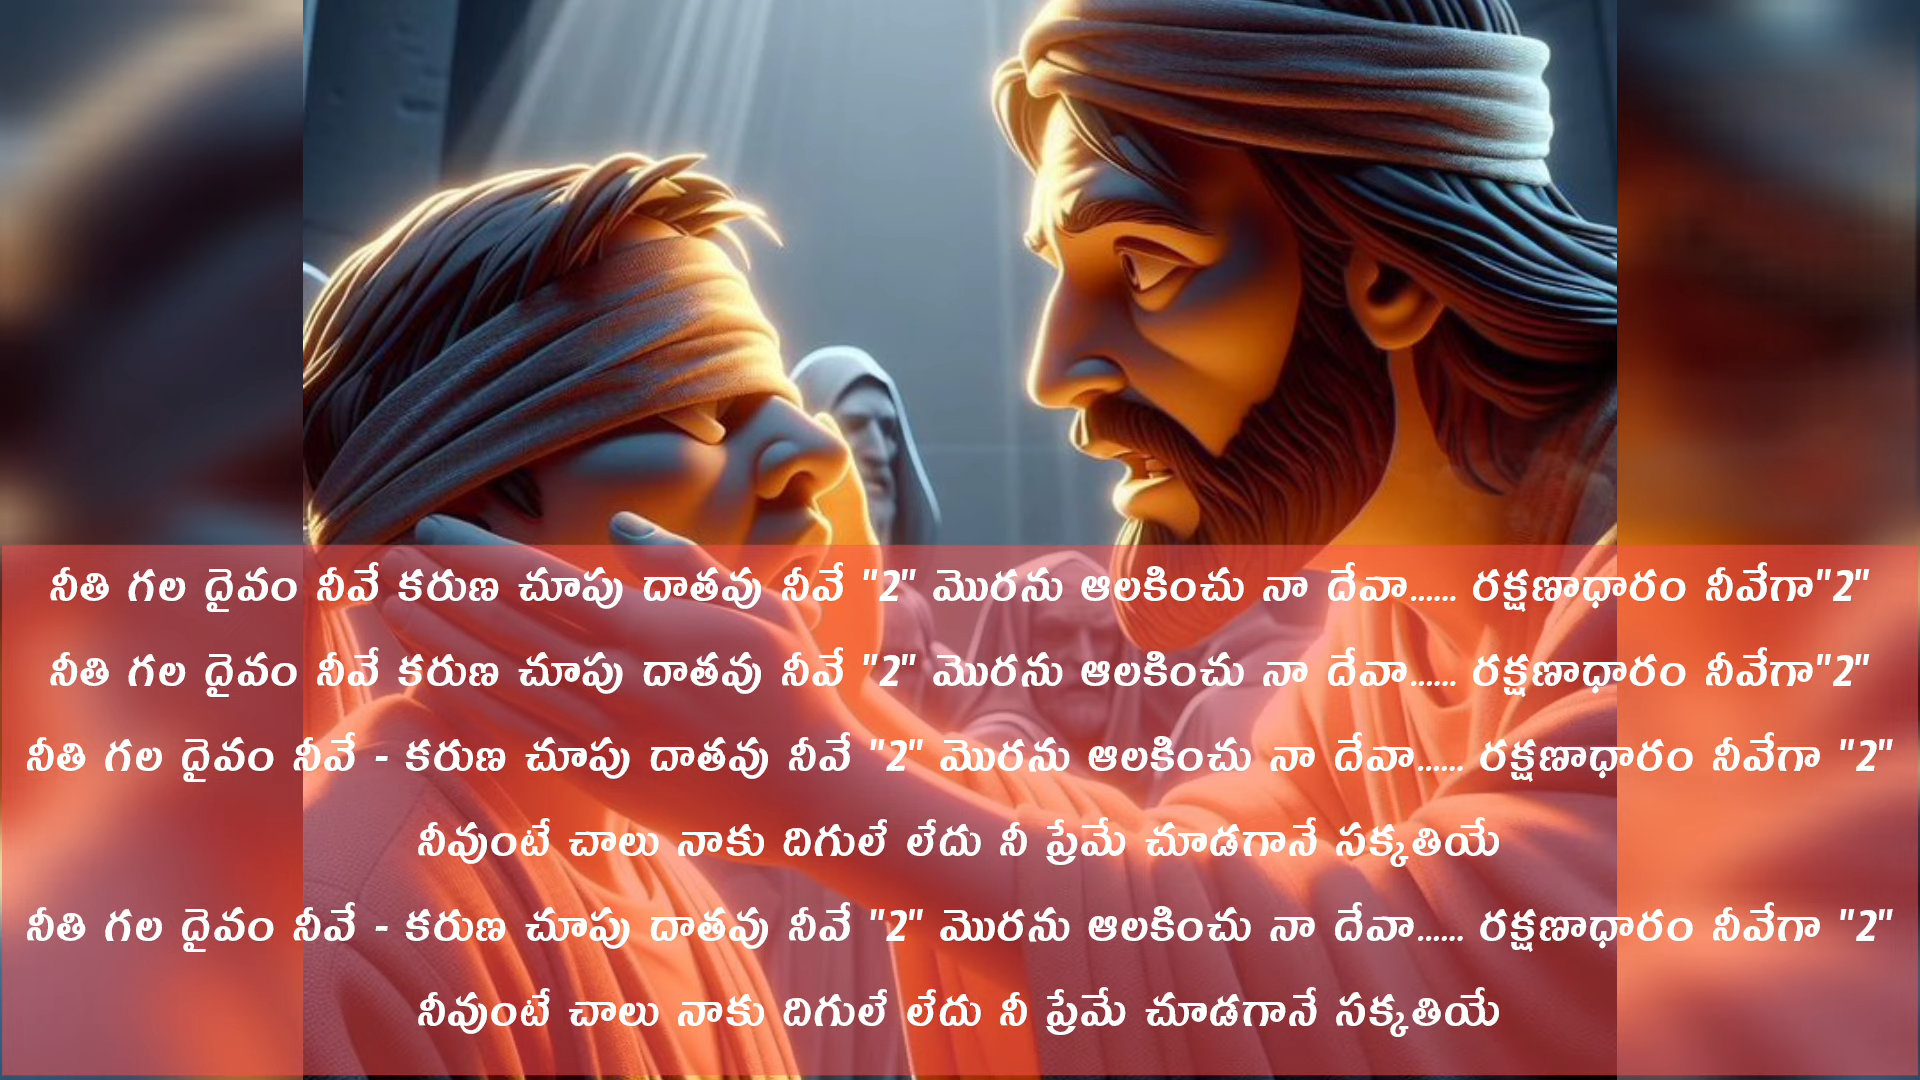 నీతి గల దైవం నీవే కరుణ చూపు దాతవు నీవే "2" మొరను ఆలకించు నా దేవా...... రక్షణాధారం నీవేగా"2"
నీతి గల దైవం నీవే కరుణ చూపు దాతవు నీవే "2" మొరను ఆలకించు నా దేవా...... రక్షణాధారం నీవేగా"2"
నీతి గల దైవం నీవే - కరుణ చూపు దాతవు నీవే "2" మొరను ఆలకించు నా దేవా...... రక్షణాధారం నీవేగా "2"
నీవుంటే చాలు నాకు దిగులే లేదు నీ ప్రేమే చూడగానే సక్కతియే
నీతి గల దైవం నీవే - కరుణ చూపు దాతవు నీవే "2" మొరను ఆలకించు నా దేవా...... రక్షణాధారం నీవేగా "2"
నీవుంటే చాలు నాకు దిగులే లేదు నీ ప్రేమే చూడగానే సక్కతియే